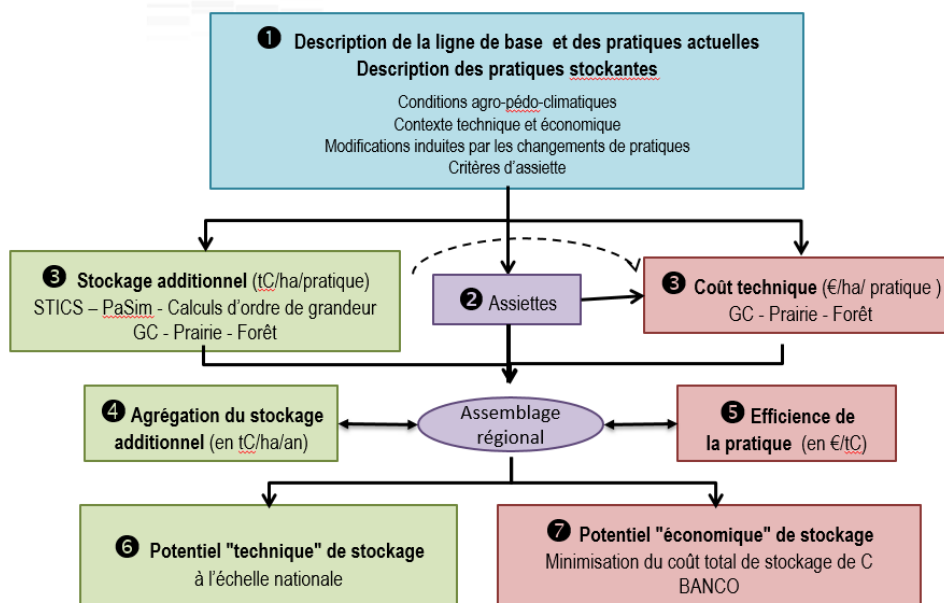 ❶ Description de la ligne de base et des pratiques actuelles
Description des pratiques stockantes
Conditions agro-pédo-climatiques
Contexte technique et économique
Modifications induites par les changements de pratiques
Critères d'assiette
❸ Stockage additionnel (tC/ha/pratique)
STICS – PaSim - Calculs d'ordre de grandeur
GC - Prairie - Forêt
❷ Assiettes
❸ Coût technique (€/ha/ pratique )
GC - Prairie - Forêt
❹ Agrégation du stockage
additionnel (en tC/ha/an)
Assemblage
régional
❺ Efficience de
la pratique (en €/tC)
❻ Potentiel "technique" de stockage
à l'échelle nationale
❼ Potentiel "économique" de stockage
Minimisation du coût total de stockage de C
BANCO